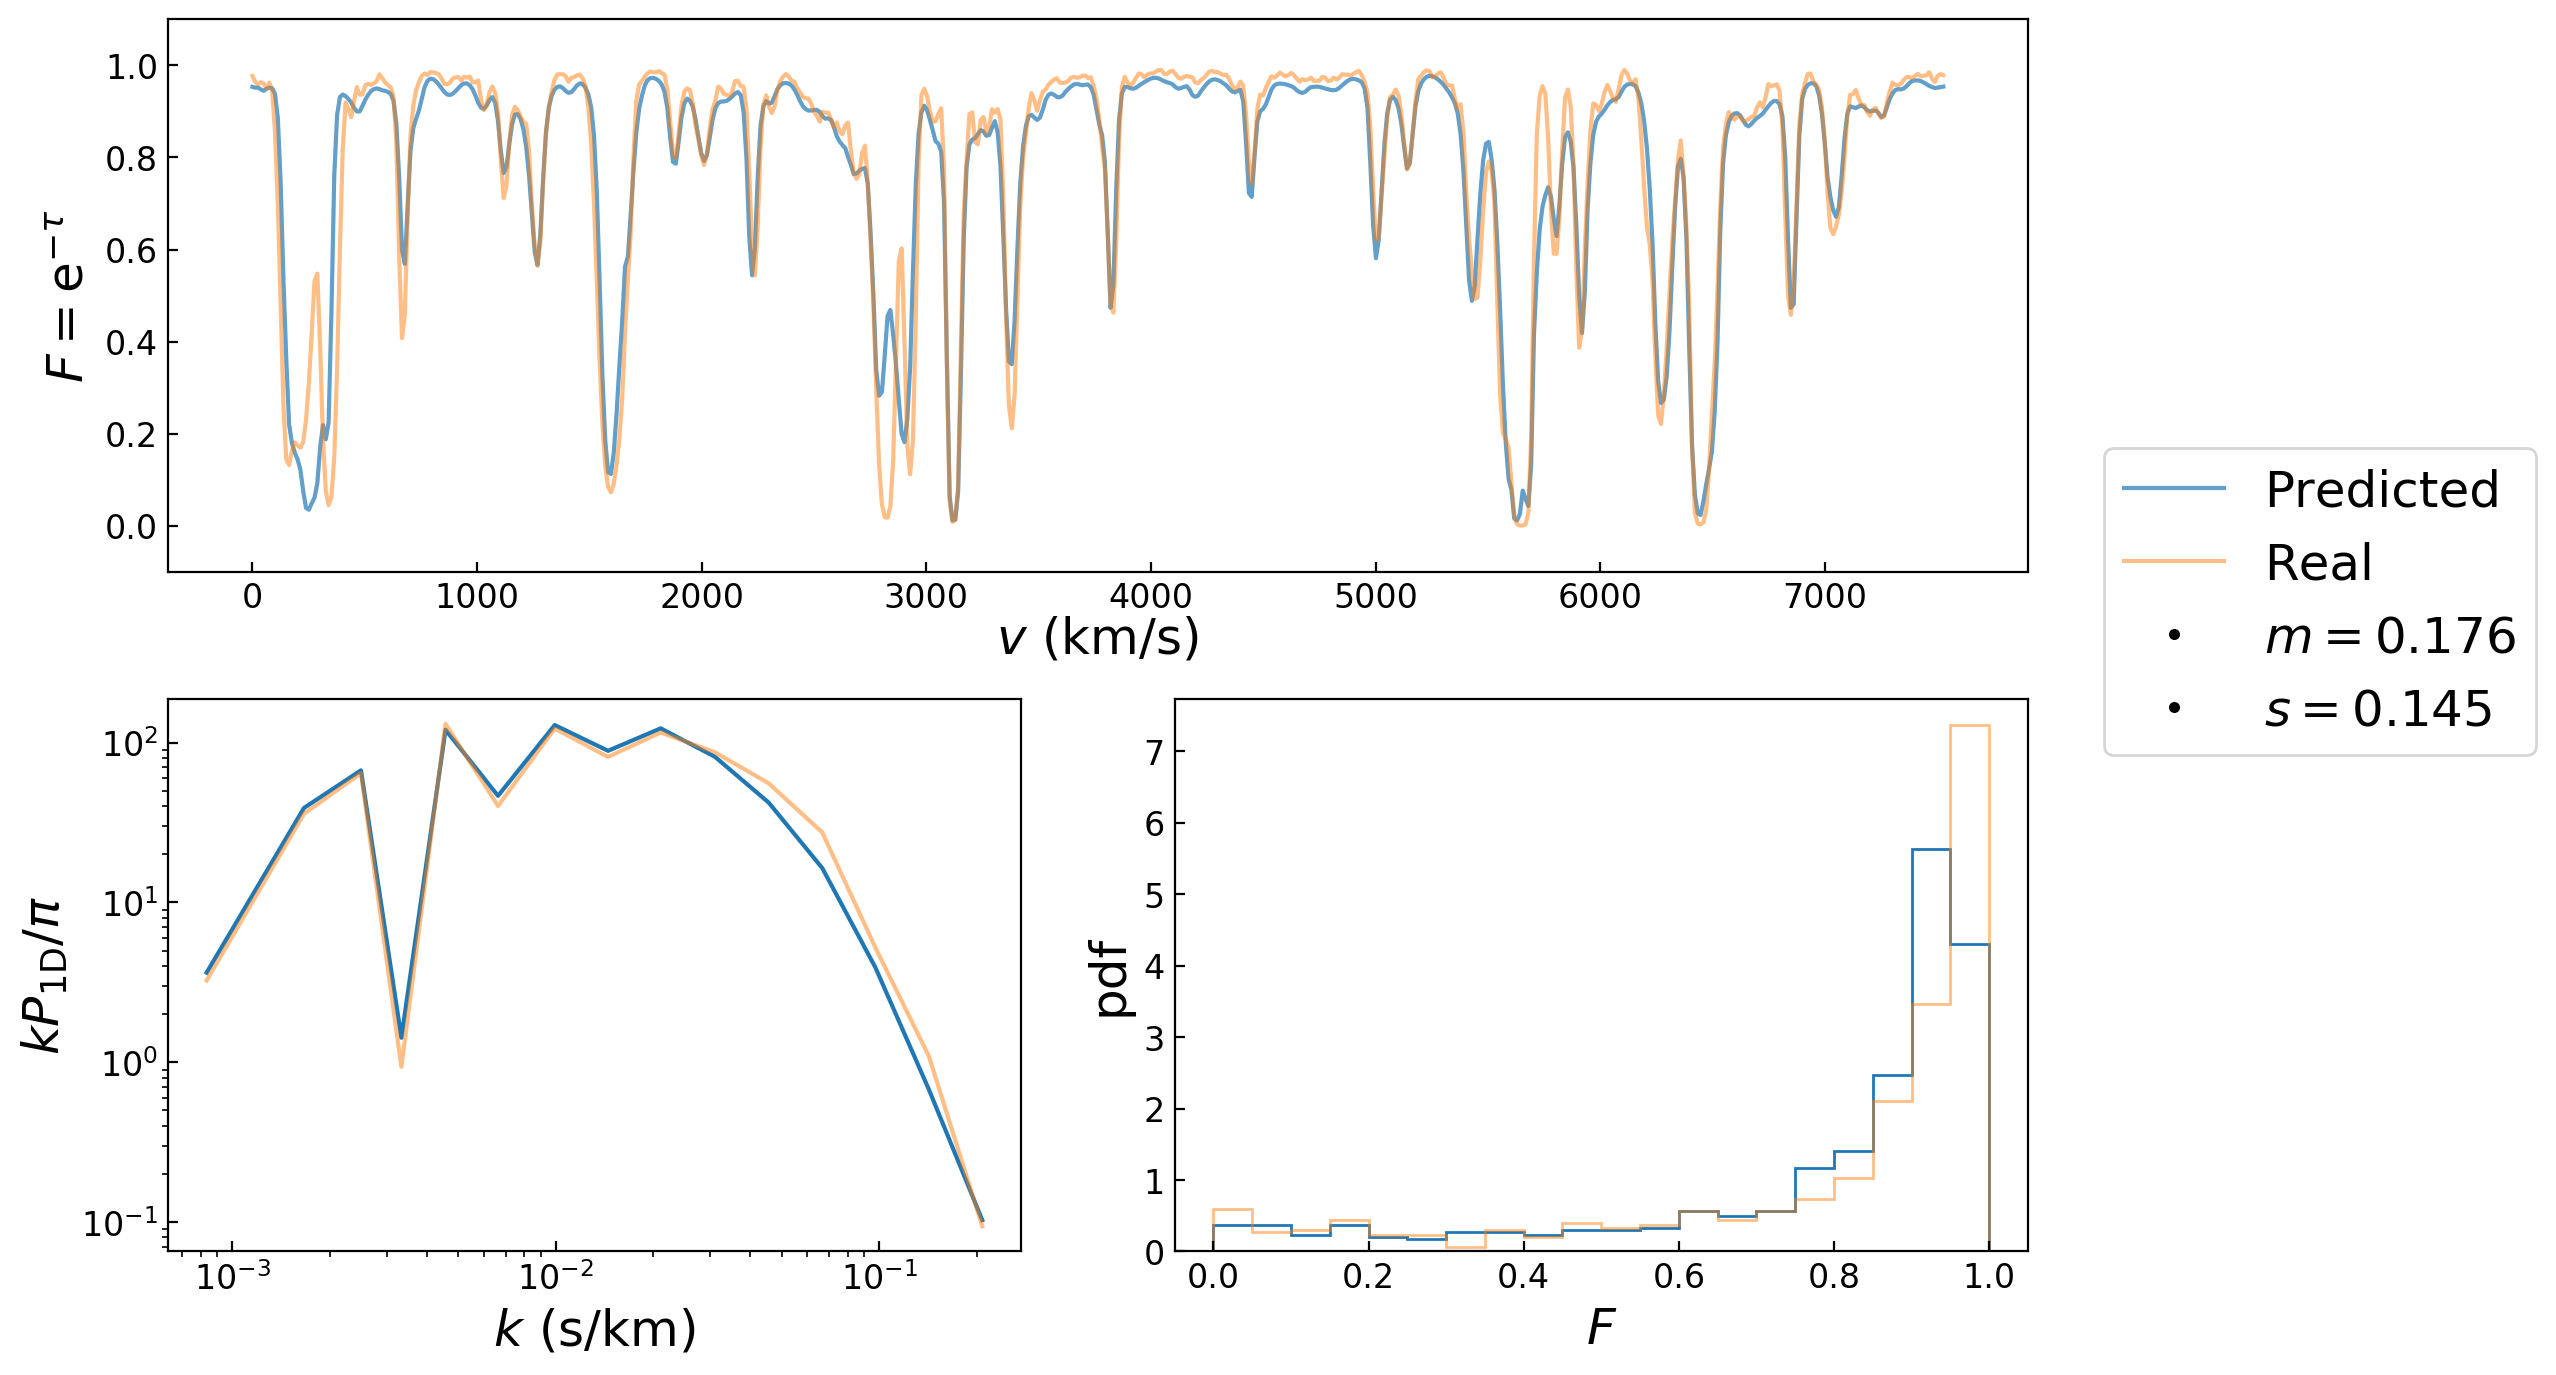 1.0
0.8
0.6
0.4
0.2
0.0
F = e^{−τ}
0 1000 2000 3000 4000 5000 6000 7000
v (km/s)
Predicted
Real
m = 0.176
s = 0.145
10^2
10^1
10^0
10^{−1}
kP_{1D}/π
10^{−3} 10^{−2} 10^{−1}
k (s/km)
7
6
5
4
3
2
1
0
pdf
0.0 0.2 0.4 0.6 0.8 1.0
F